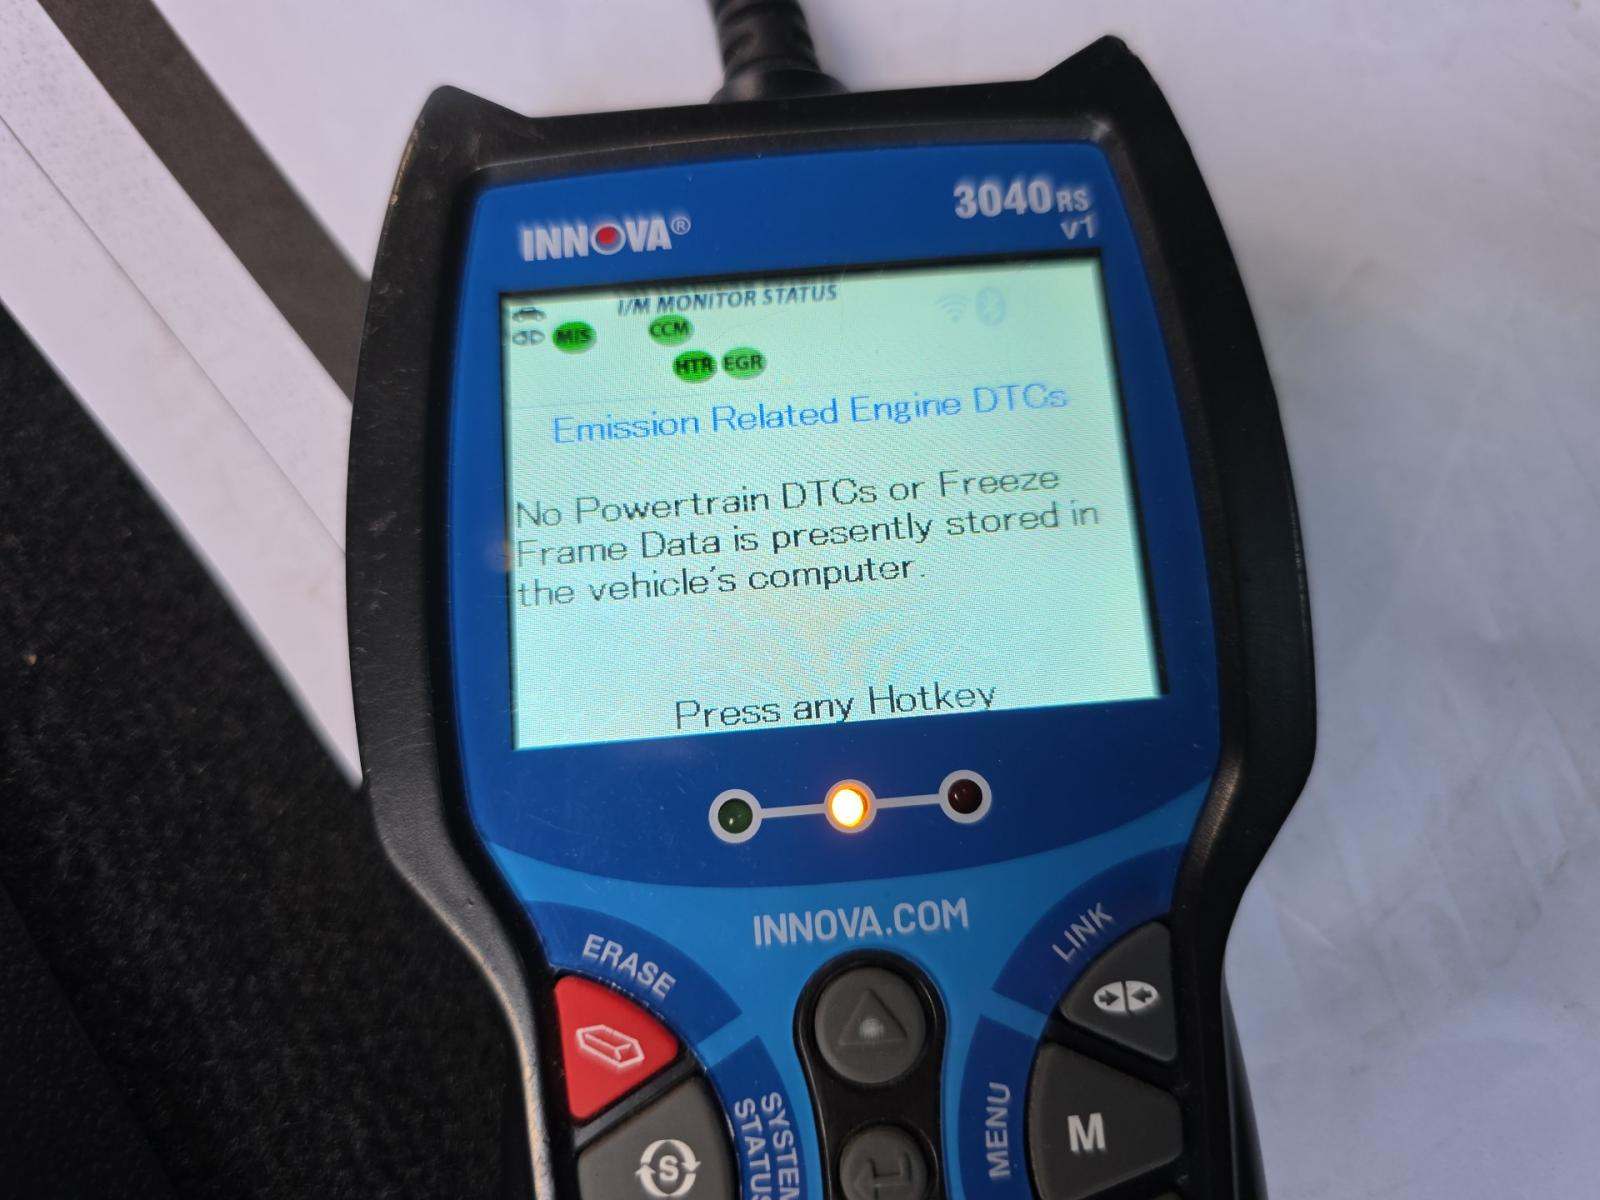 INNOVA®
3040RS
v1
I/M MONITOR STATUS
MIS CCM
HTR EGR
Emission Related Engine DTCs
No Powertrain DTCs or Freeze
Frame Data is presently stored in
the vehicle's computer.
Press any Hotkey
INNOVA.COM
ERASE
LINK
SYSTEM
STATUS
MENU
S
M